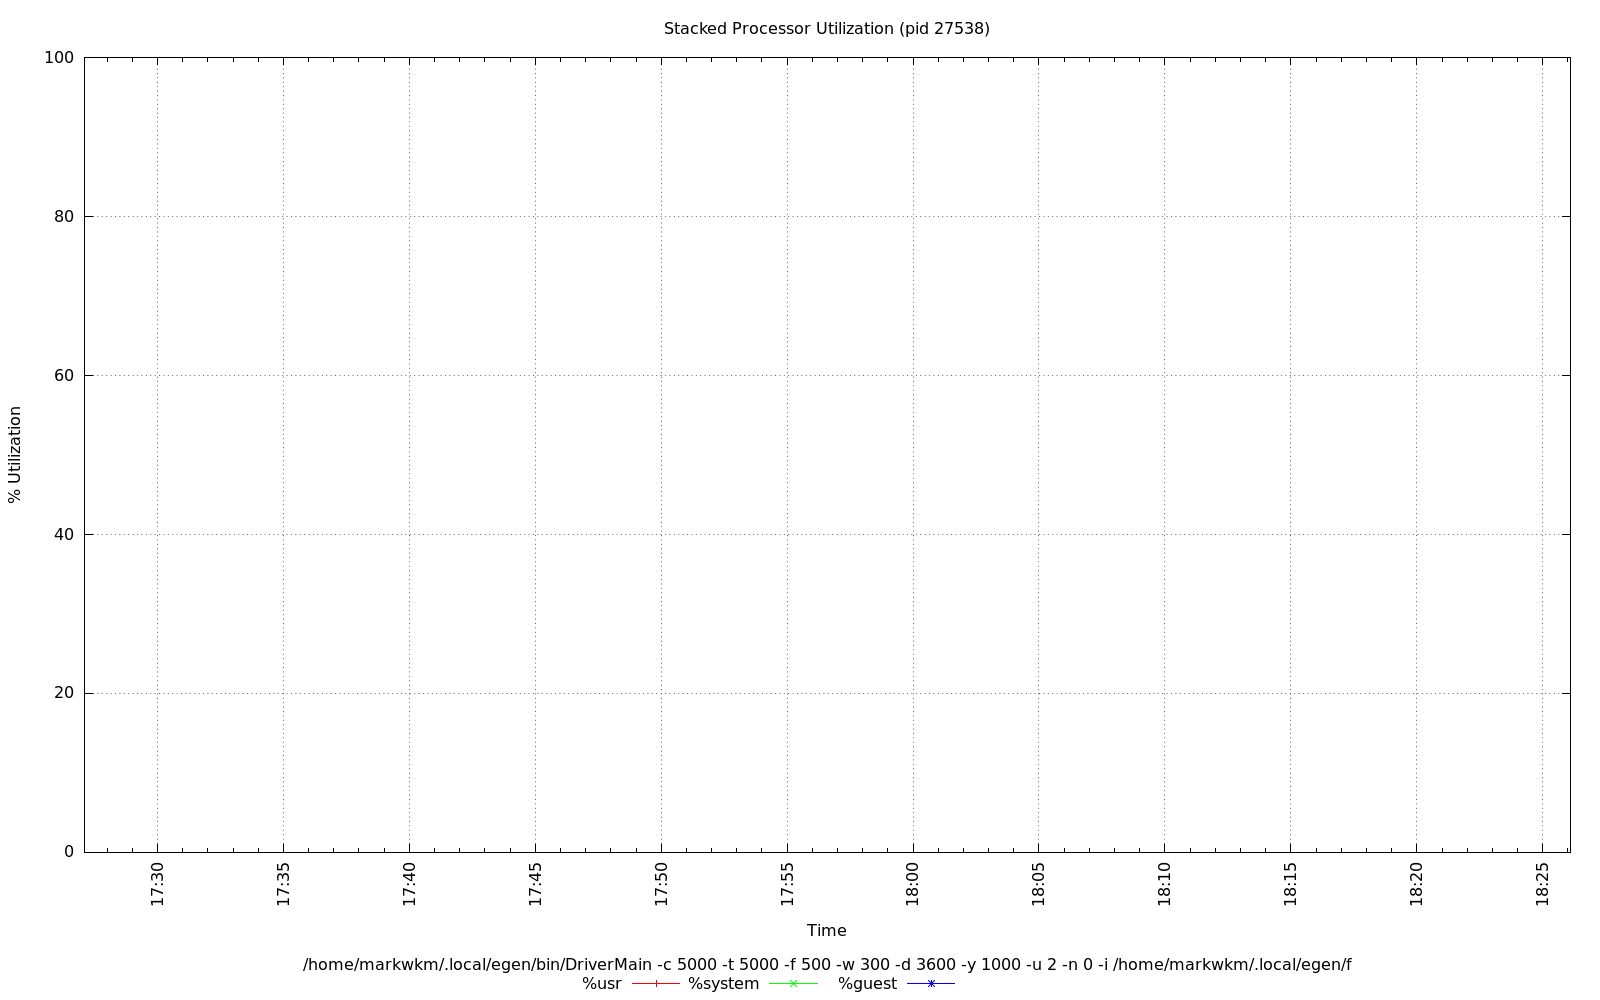 Stacked Processor Utilization (pid 27538)
100
80
60
40
20
0
% Utilization
17:30 17:35 17:40 17:45 17:50 17:55 18:00 18:05 18:10 18:15 18:20 18:25
Time
/home/markwkm/.local/egen/bin/DriverMain -c 5000 -t 5000 -f 500 -w 300 -d 3600 -y 1000 -u 2 -n 0 -i /home/markwkm/.local/egen/f
%usr %system %guest